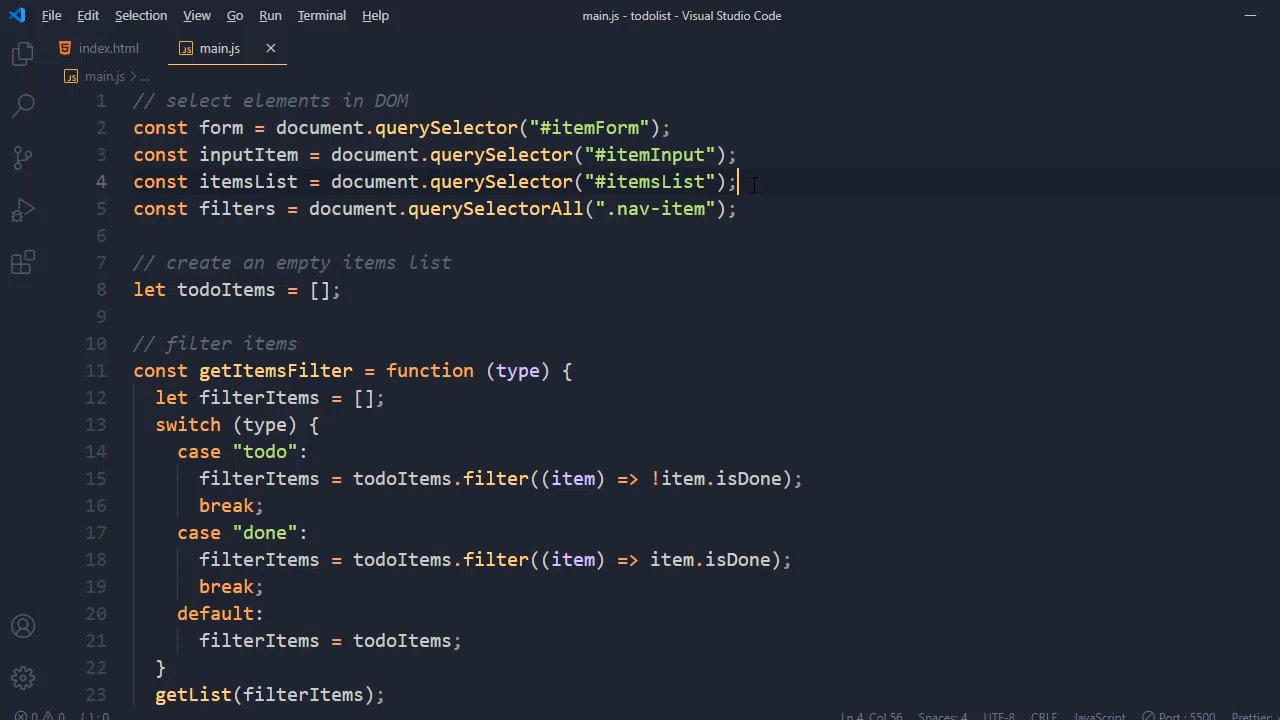 File Edit Selection View Go Run Terminal Help main.js - todolist - Visual Studio Code
index.html JS main.js
JS main.js > ...
1 // select elements in DOM
2 const form = document.querySelector("#itemForm");
3 const inputItem = document.querySelector("#itemInput");
4 const itemsList = document.querySelector("#itemsList");
5 const filters = document.querySelectorAll(".nav-item");
6
7 // create an empty items list
8 let todoItems = [];
9
10 // filter items
11 const getItemsFilter = function (type) {
12 let filterItems = [];
13 switch (type) {
14 case "todo":
15 filterItems = todoItems.filter((item) => !item.isDone);
16 break;
17 case "done":
18 filterItems = todoItems.filter((item) => item.isDone);
19 break;
20 default:
21 filterItems = todoItems;
22 }
23 getList(filterItems);
0 0 {.}: 0 Ln 4, Col 56 Spaces: 4 UTF-8 CRLF JavaScript Port : 5500 Prettier